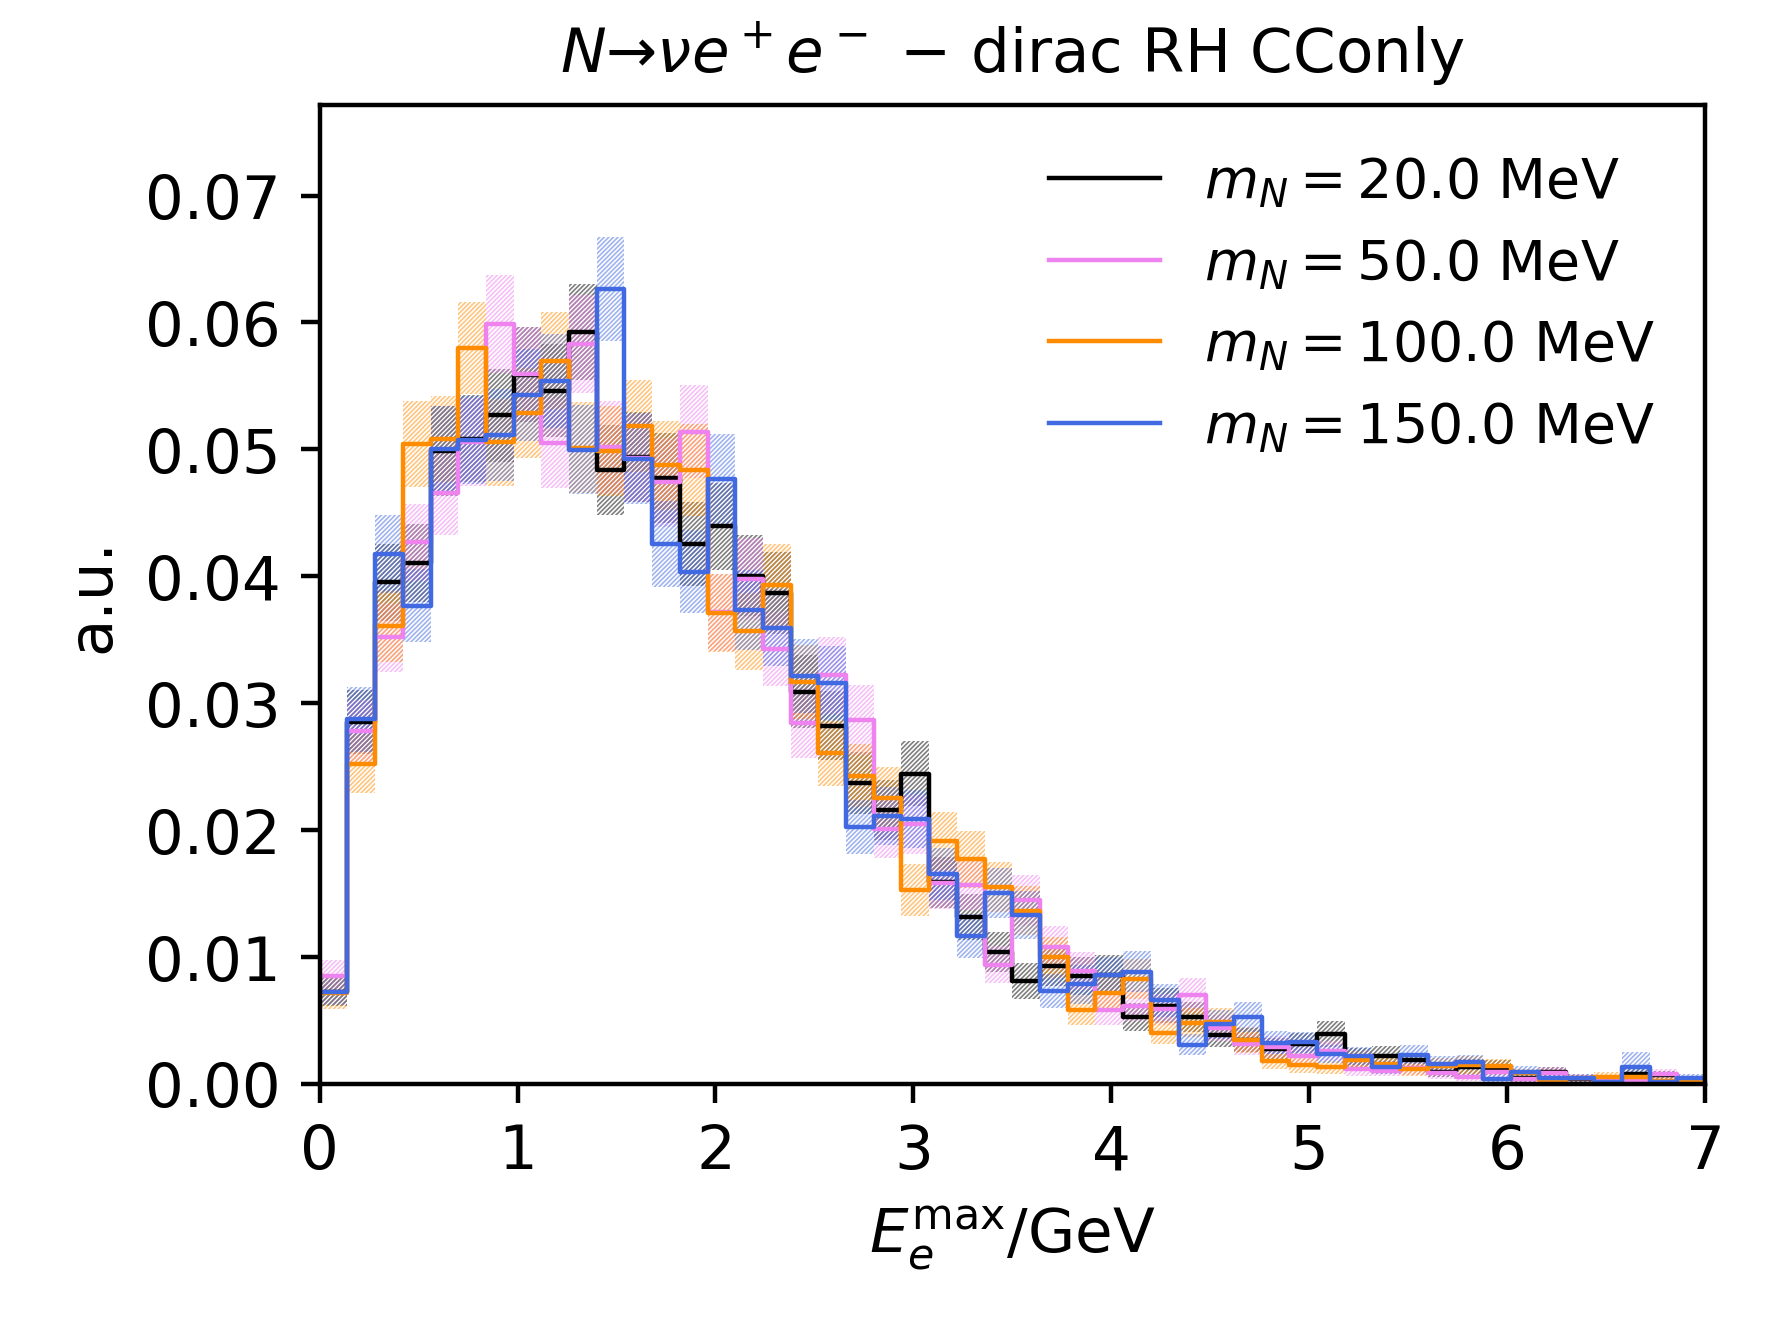 N→νe⁺e⁻ − dirac RH CConly
m_N = 20.0 MeV
m_N = 50.0 MeV
m_N = 100.0 MeV
m_N = 150.0 MeV
0.07
0.06
0.05
0.04
0.03
0.02
0.01
0.00
a.u.
0 1 2 3 4 5 6 7
E_e^max/GeV